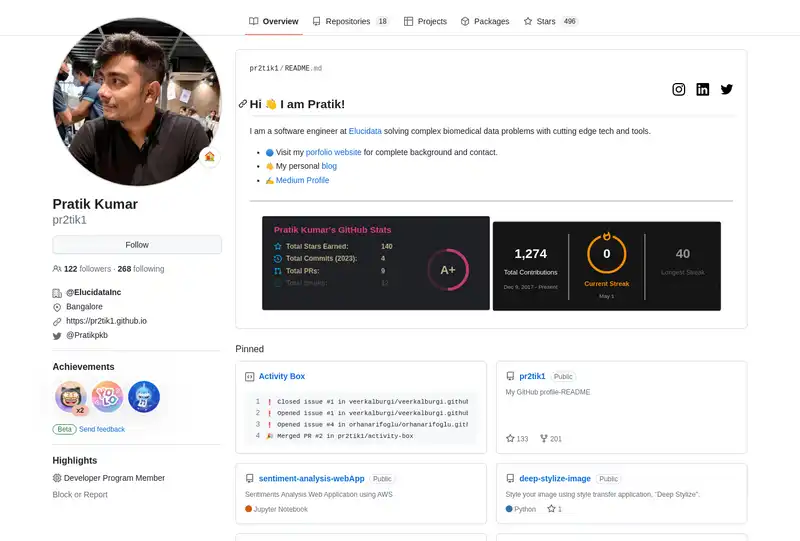 Overview
Repositories 18
Projects
Packages
Stars 496
Pratik Kumar
pr2tik1
Follow
122 followers · 268 following
@ElucidataInc
Bangalore
https://pr2tik1.github.io
@Pratikpkb
Achievements
x2
YOLO
Beta Send feedback
Highlights
Developer Program Member
Block or Report
pr2tik1/README.md
Hi 👋 I am Pratik!
I am a software engineer at Elucidata solving complex biomedical data problems with cutting edge tech and tools.
Visit my porfolio website for complete background and contact.
My personal blog
Medium Profile
Pratik Kumar's GitHub Stats
Total Stars Earned: 140
Total Commits (2023): 4
Total PRs: 9
A+
1,274
Total Contributions
Dec 9, 2017 - Present
0
Current Streak
May 1
40
Longest Streak
Pinned
Activity Box
1 Closed issue #1 in veerkalburgi/veerkalburgi.github
2 Opened issue #1 in veerkalburgi/veerkalburgi.github
3 Opened issue #4 in orhanarifoglu/orhanarifoglu.git
4 🎉 Merged PR #2 in pr2tik1/activity-box
pr2tik1 Public
My GitHub profile-README
133 201
sentiment-analysis-webApp Public
Sentiments Analysis Web Application using AWS
Jupyter Notebook
deep-stylize-image Public
Style your image using style transfer application, "Deep Stylize".
Python 1